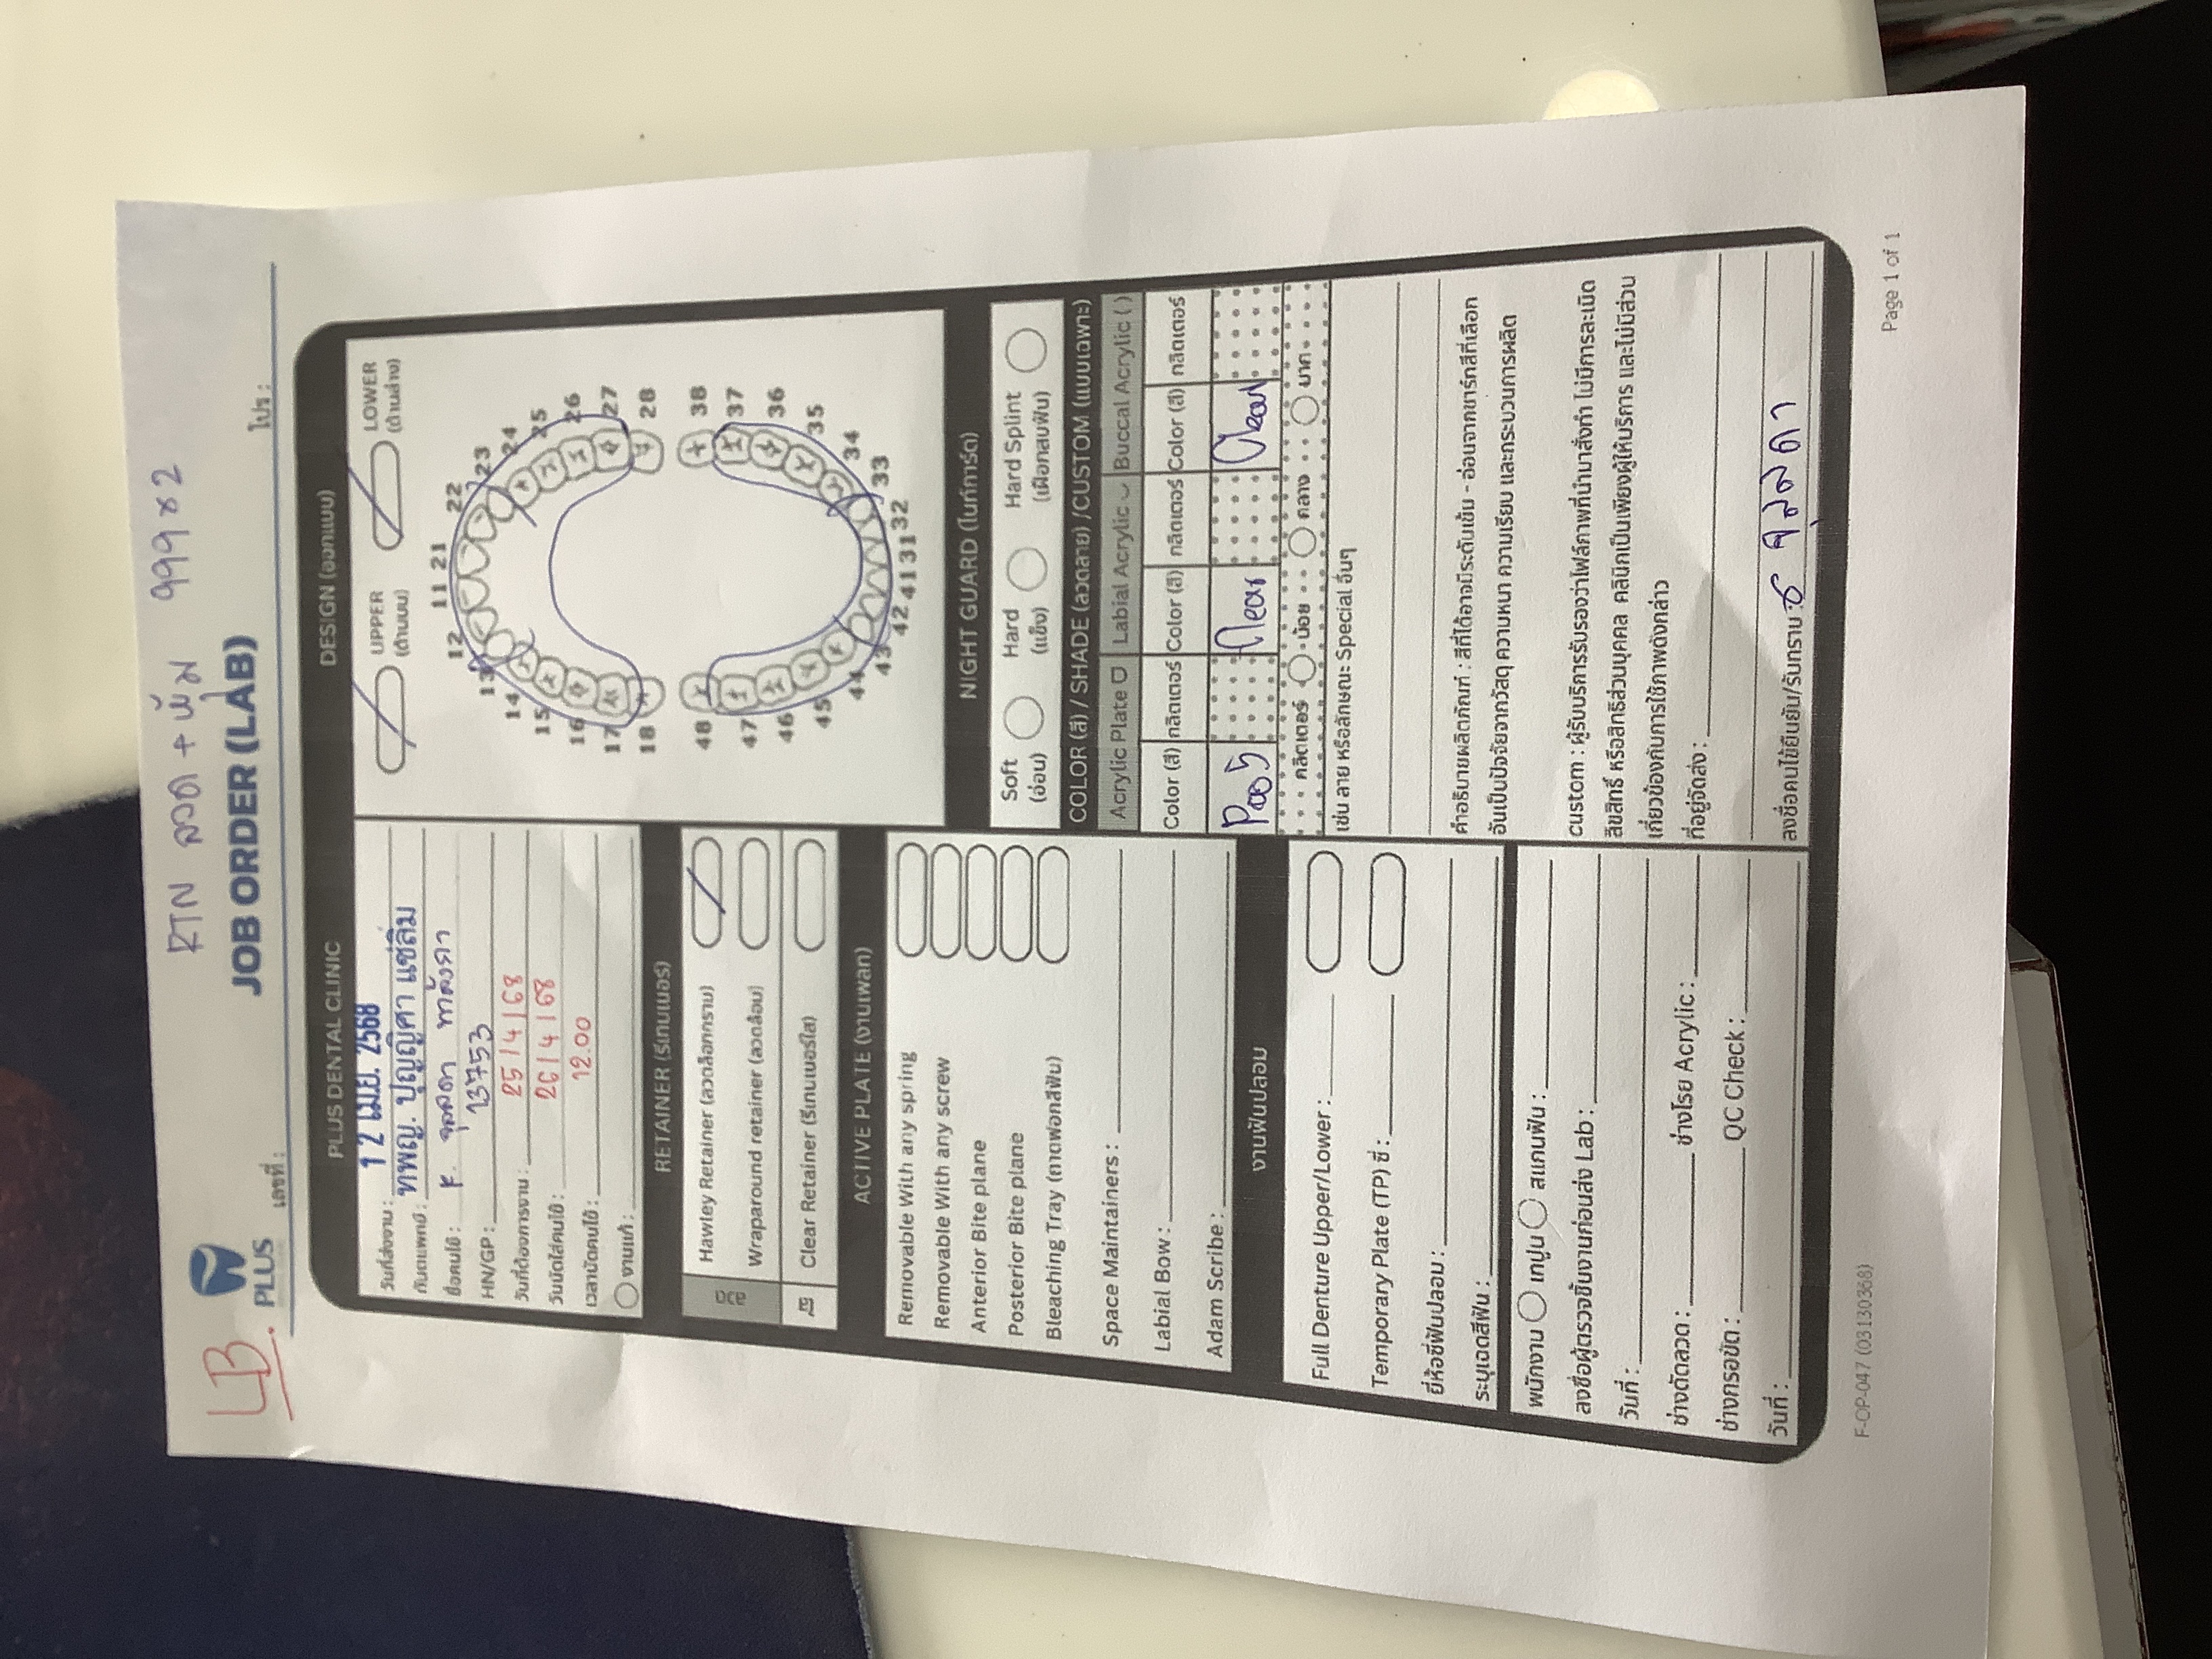 RTN ลวด + หุ้ม 999x2
LB.
PLUS
JOB ORDER (LAB)
เลขที่ :
โปร :
PLUS DENTAL CLINIC
วันที่ส่งงาน : 12 เม.ย. 2568
ทันตแพทย์ : ทพญ. ปุญญิศา แซ่ลิ้ม
ชื่อคนไข้ : K. จุลลดา
HN/GP : 13753
วันที่ต้องการงาน : 25/4/68
วันนัดใส่คนไข้ : 26/4/68
เวลานัดคนไข้ : 12.00
งานแก้ :
RETAINER (รีเทนเนอร์)
ลวด
Hawley Retainer (ลวดล็อกกราม)
Wraparound retainer (ลวดล้อม)
ใส
Clear Retainer (รีเทนเนอร์ใส)
ACTIVE PLATE (งานเพลท)
Removable With any spring
Removable With any screw
Anterior Bite plane
Posterior Bite plane
Bleaching Tray (ถาดฟอกสีฟัน)
Space Maintainers :
Labial Bow :
Adam Scribe :
งานฟันปลอม
Full Denture Upper/Lower :
Temporary Plate (TP) ซี่ :
ยี่ห้อซี่ฟันปลอม :
ระบุเฉดสีฟัน :
พนักงาน เทปูน สแกนฟัน :
ลงชื่อผู้ตรวจชิ้นงานก่อนส่ง Lab :
วันที่ :
ช่างดัดลวด : ช่างโรย Acrylic :
ช่างกรอขัด : QC Check :
วันที่ :
DESIGN (ออกแบบ)
UPPER (ด้านบน) LOWER (ด้านล่าง)
11 21
12 22
13 23
14 24
15 25
16 26
17 27
18 28
48 38
47 37
46 36
45 35
44 34
43 33
42 41 31 32
NIGHT GUARD (ไนท์การ์ด)
Soft (อ่อน) Hard (แข็ง) Hard Splint (เฝือกสบฟัน)
COLOR (สี) / SHADE (ลวดลาย) /CUSTOM (แบบเฉพาะ)
Acrylic Plate Labial Acrylic Buccal Acrylic ( )
Color (สี) กลิตเตอร์ Color (สี) กลิตเตอร์ Color (สี) กลิตเตอร์
Clear Clear
กลิตเตอร์ น้อย กลาง มาก
เช่น ลาย หรือลักษณะ Special อื่นๆ
คำอธิบายผลิตภัณฑ์ : สีที่ได้อาจมีระดับเข้ม - อ่อนจากชาร์ทสีที่เลือก
อันเป็นปัจจัยจากวัสดุ ความหนา ความเรียบ และกระบวนการผลิต
custom : ผู้รับบริการรับรองว่าไฟล์ภาพที่นำมาสั่งทำ ไม่มีการละเมิด
ลิขสิทธิ์ หรือสิทธิส่วนบุคคล คลินิกเป็นเพียงผู้ให้บริการ และไม่มีส่วน
เกี่ยวข้องกับการใช้ภาพดังกล่าว
ที่อยู่จัดส่ง :
ลงชื่อคนไข้ยืนยัน/รับทราบ : จุลลดา
F-OP-047 (03130368)
Page 1 of 1